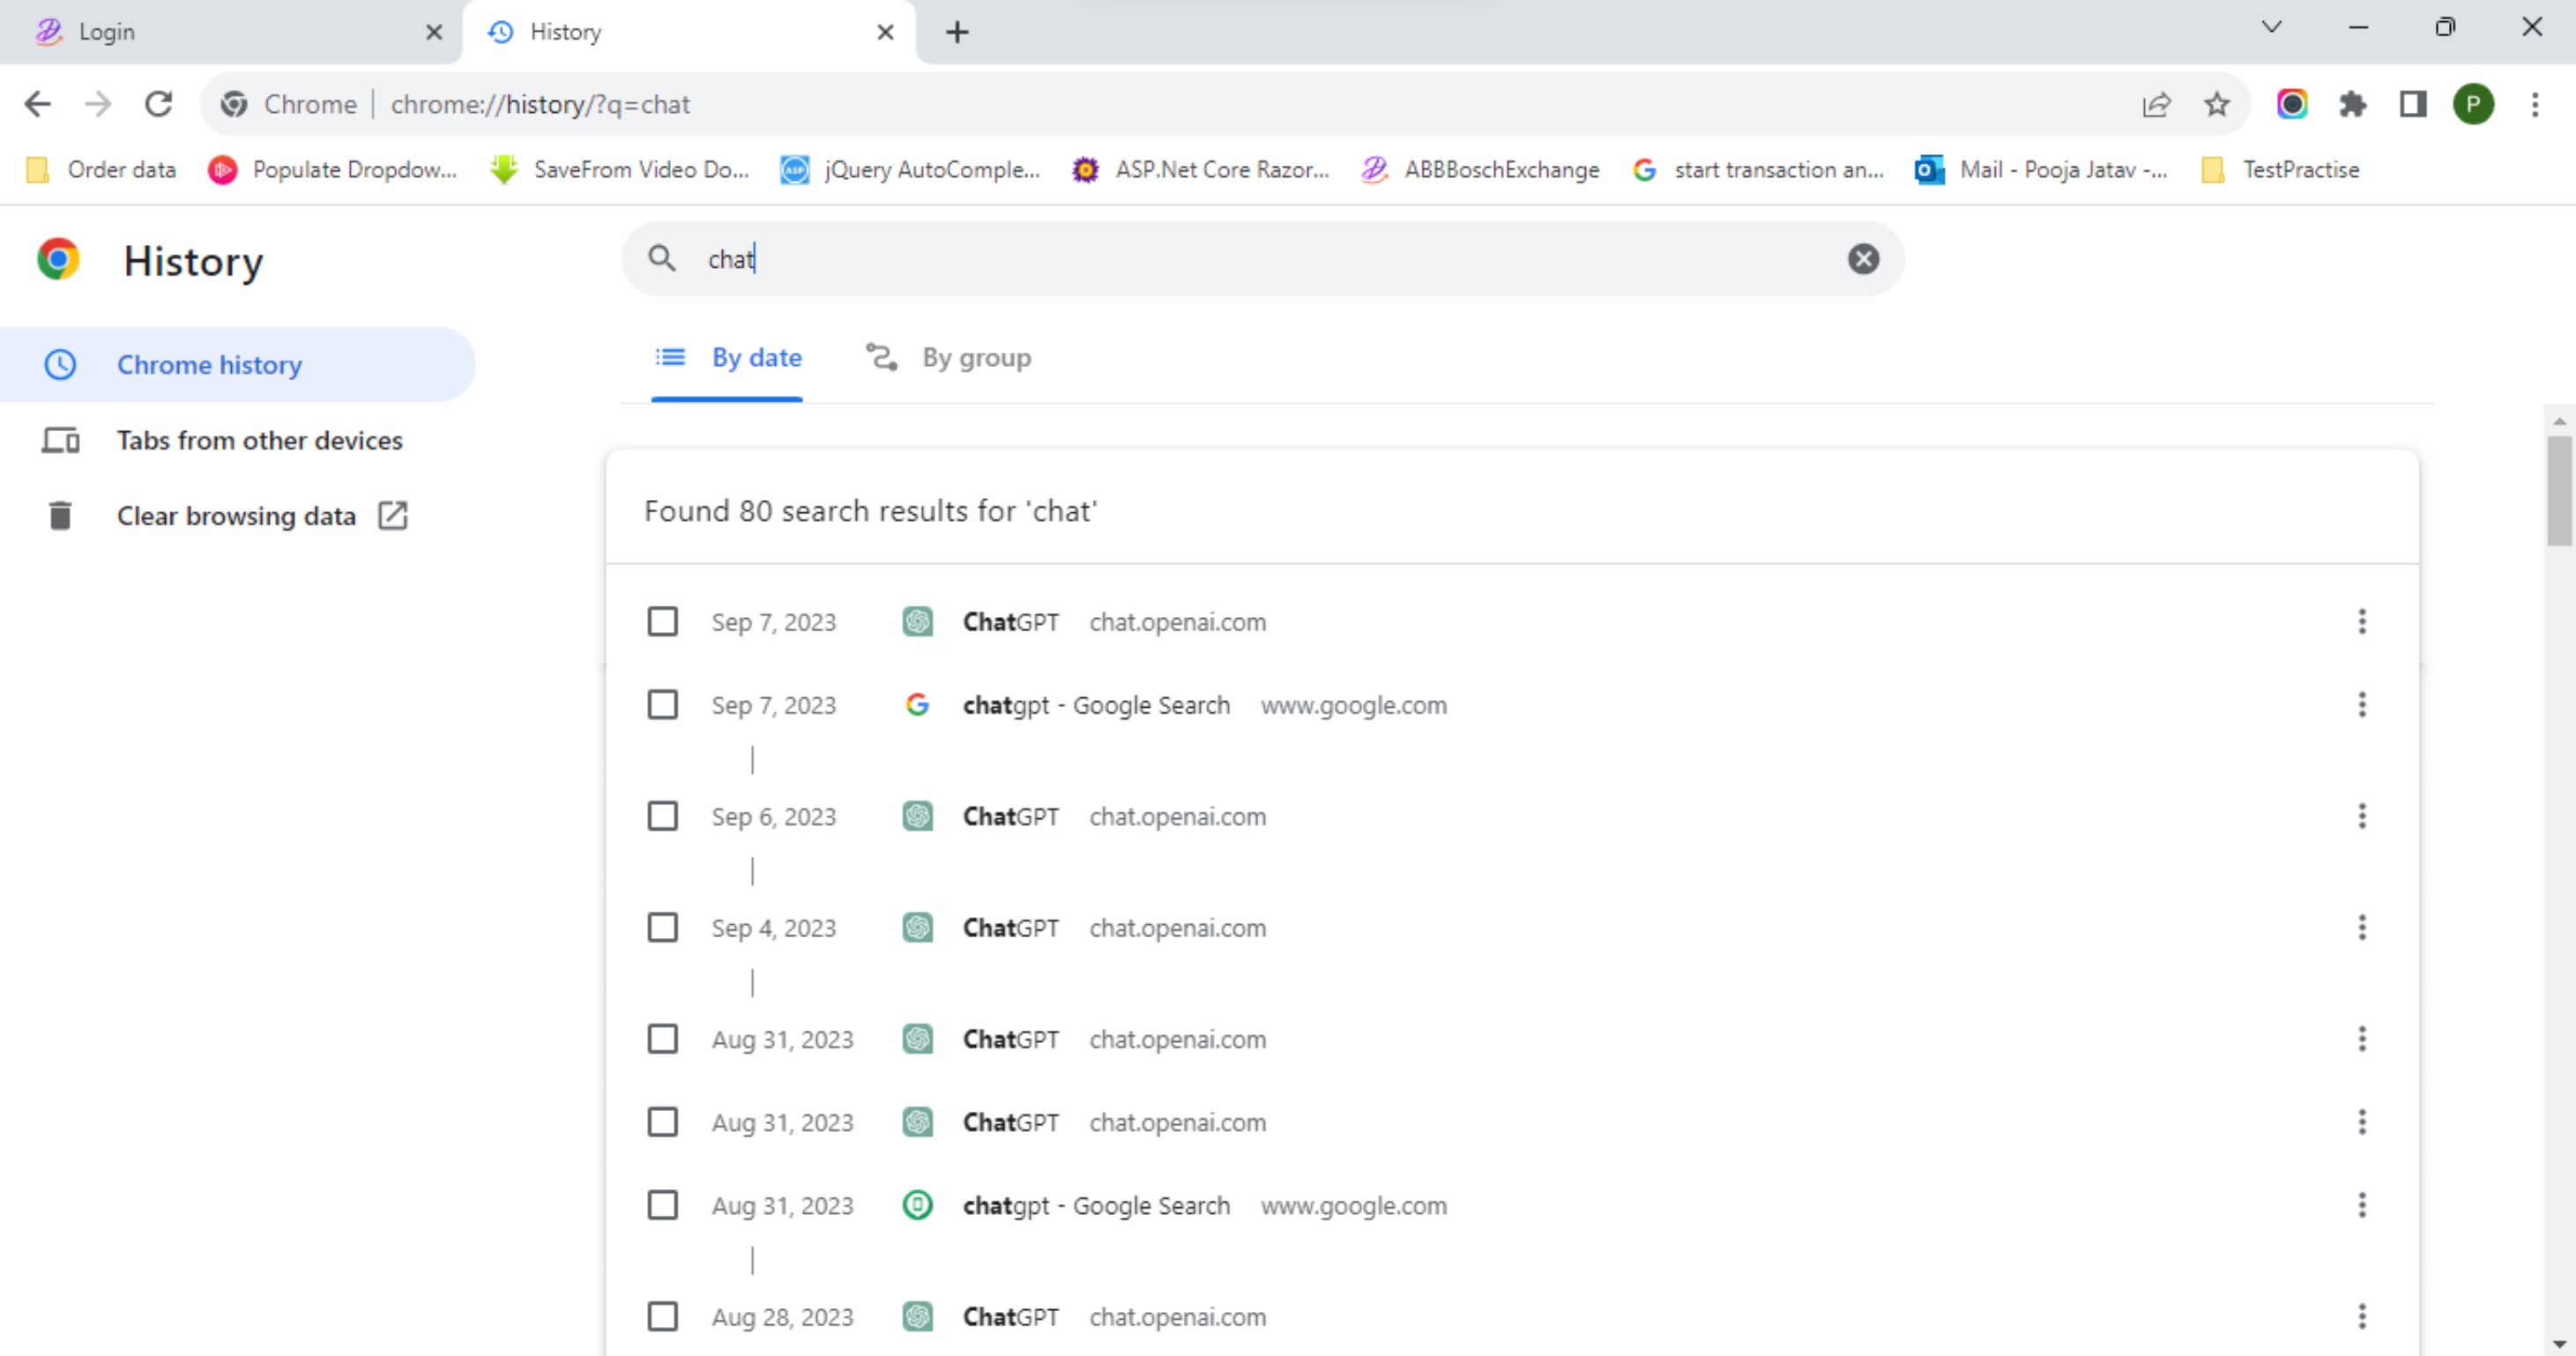 Login
History
Chrome
chrome://history/?q=chat
P
Order data
Populate Dropdow...
SaveFrom Video Do...
jQuery AutoComple...
ASP.Net Core Razor...
ABBBoschExchange
start transaction an...
Mail - Pooja Jatav -...
TestPractise
History
chat
Chrome history
Tabs from other devices
Clear browsing data
By date
By group
Found 80 search results for 'chat'
Sep 7, 2023 ChatGPT chat.openai.com
Sep 7, 2023 chatgpt - Google Search www.google.com
Sep 6, 2023 ChatGPT chat.openai.com
Sep 4, 2023 ChatGPT chat.openai.com
Aug 31, 2023 ChatGPT chat.openai.com
Aug 31, 2023 ChatGPT chat.openai.com
Aug 31, 2023 chatgpt - Google Search www.google.com
Aug 28, 2023 ChatGPT chat.openai.com